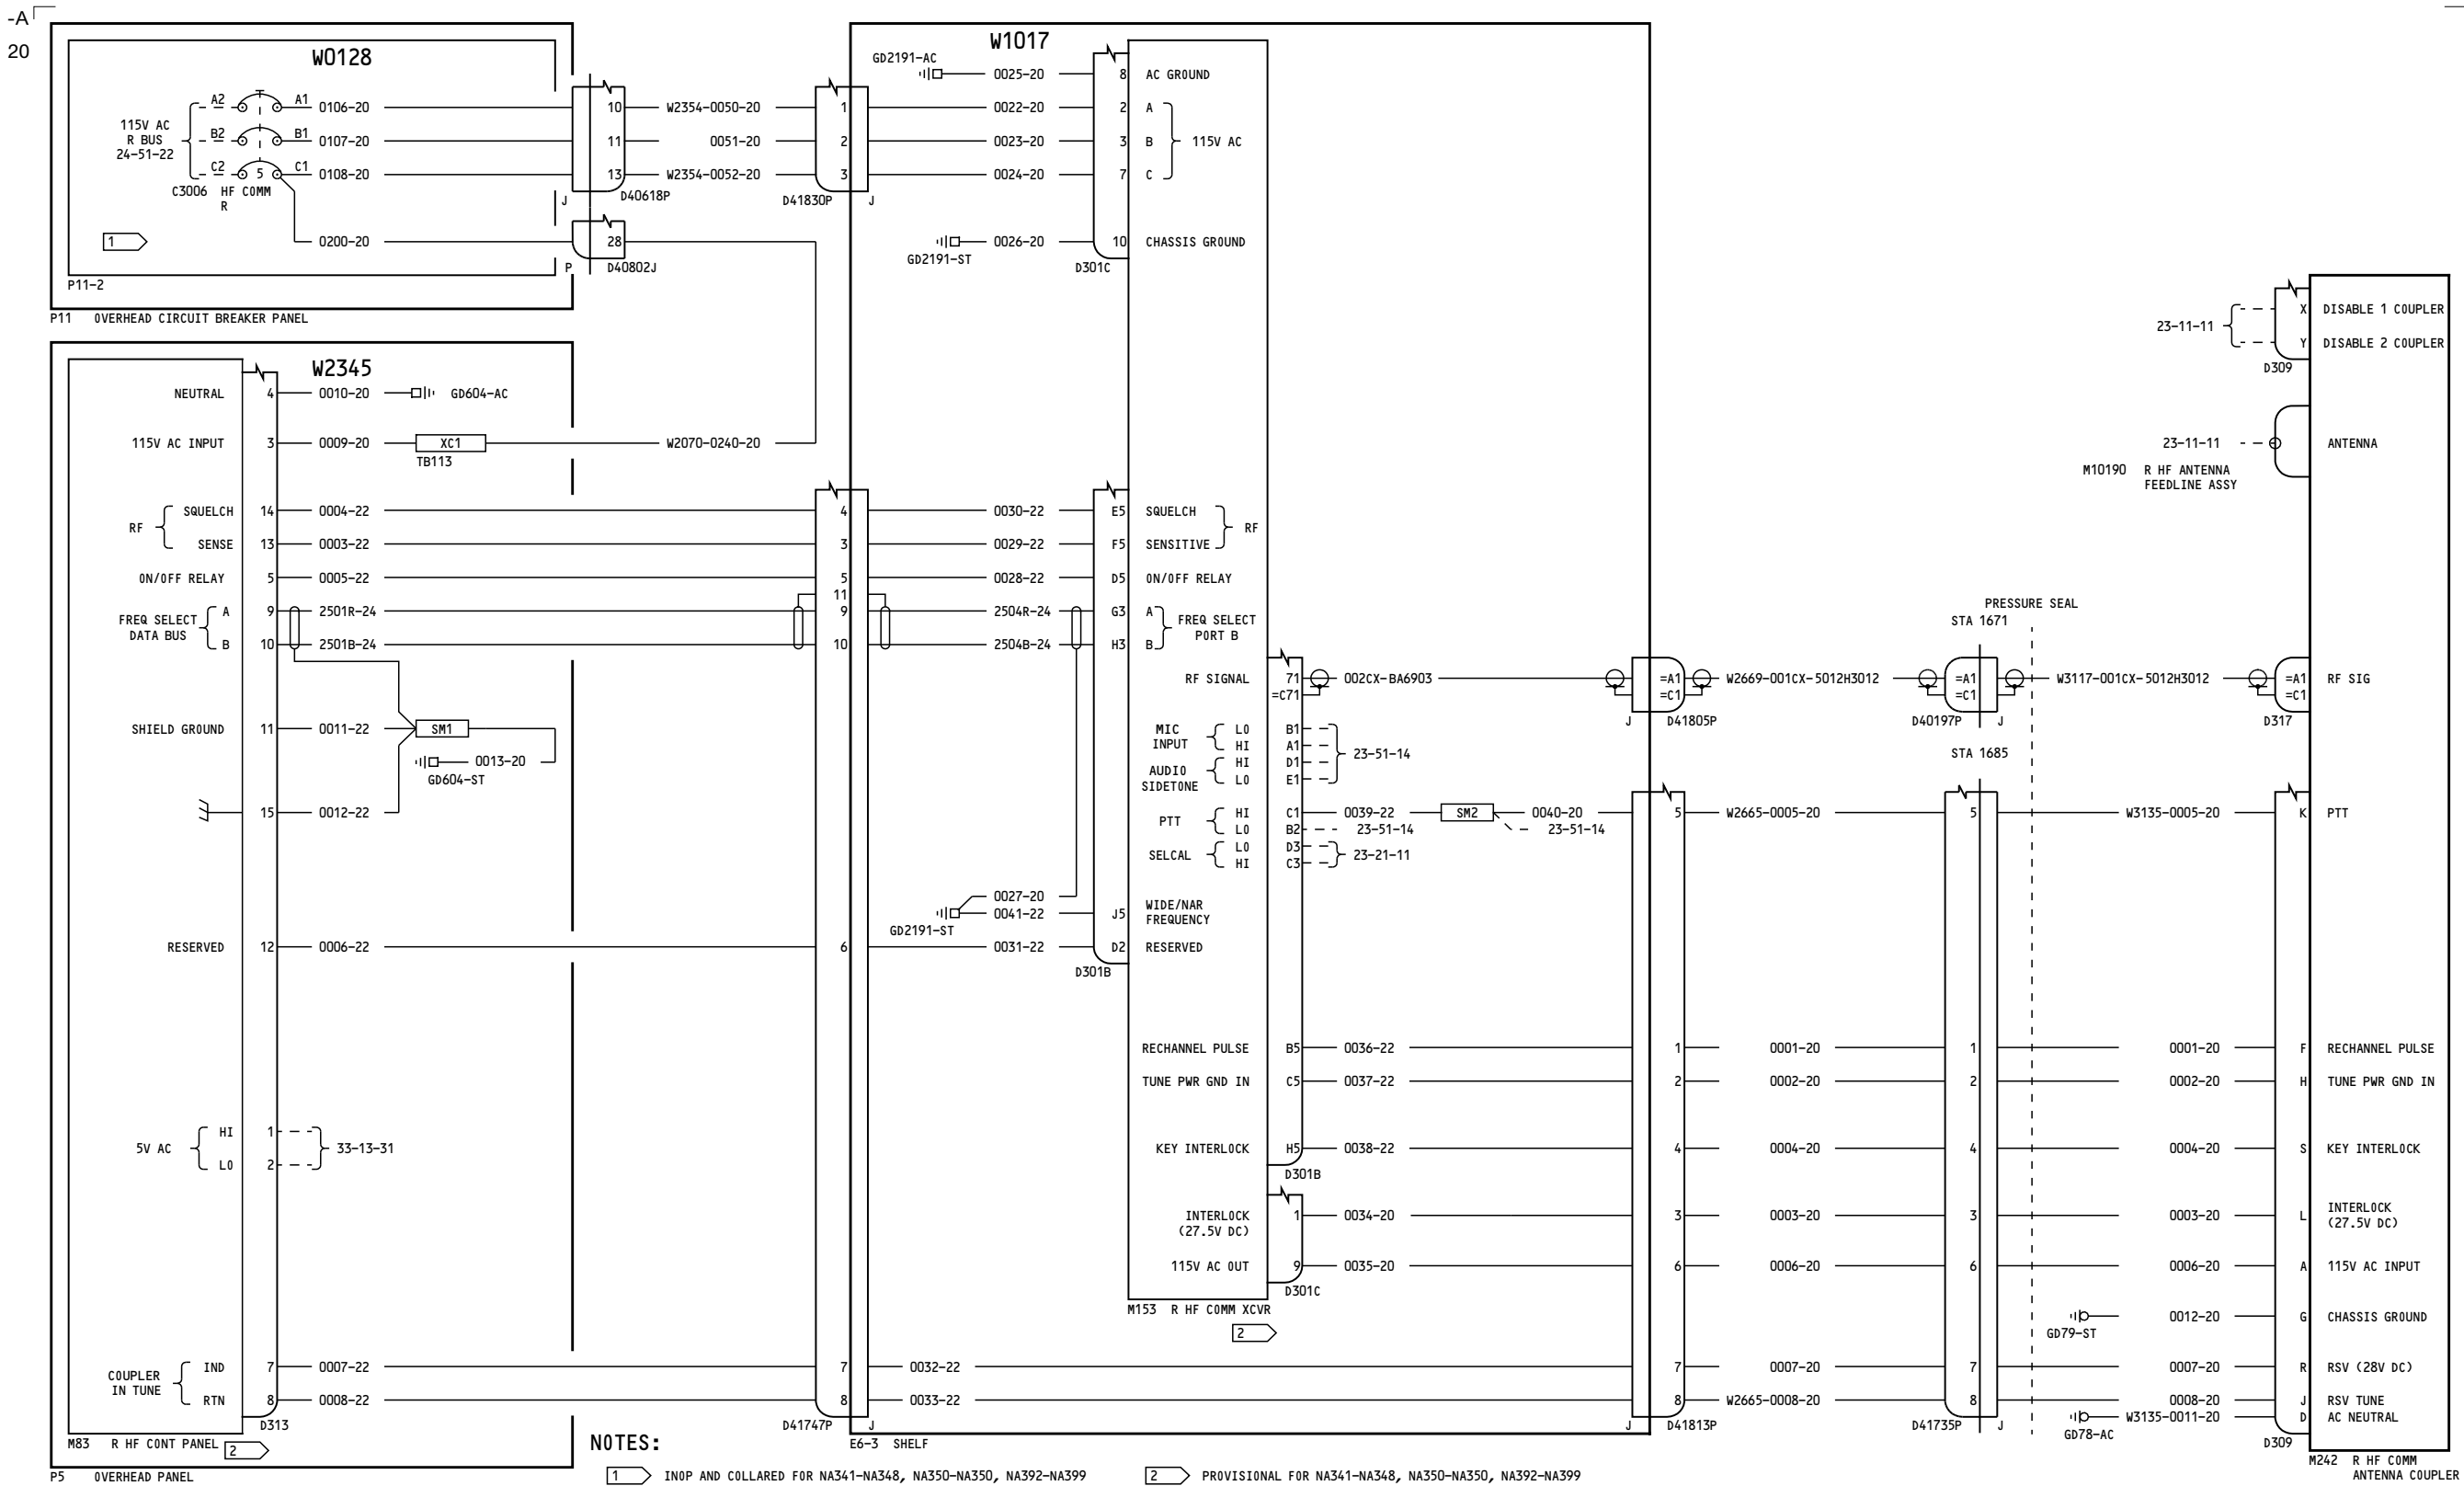 -A
20
W0128
115V AC
R BUS
24-51-22
A2 A1 0106-20
B2 B1 0107-20
C2 5 C1 0108-20
C3006 HF COMM
R
1
0200-20
P11-2
P11 OVERHEAD CIRCUIT BREAKER PANEL
10 W2354-0050-20 1
11 0051-20 2
13 W2354-0052-20 3
J D40618P
D41830P J
28
P D40802J
W1017
GD2191-AC
0025-20 8 AC GROUND
0022-20 2 A
0023-20 3 B 115V AC
0024-20 7 C
GD2191-ST
0026-20 10 CHASSIS GROUND
D301C
W2345
NEUTRAL 4 0010-20 GD604-AC
115V AC INPUT 3 0009-20 XC1 W2070-0240-20
TB113
RF
SQUELCH 14 0004-22 4 0030-22 E5 SQUELCH
SENSE 13 0003-22 3 0029-22 F5 SENSITIVE
RF
ON/OFF RELAY 5 0005-22 5 0028-22 D5 ON/OFF RELAY
11
FREQ SELECT
DATA BUS
A 9 2501R-24 9 2504R-24 G3 A
B 10 2501B-24 10 2504B-24 H3 B
FREQ SELECT
PORT B
SHIELD GROUND 11 0011-22 SM1
0013-20
GD604-ST
15 0012-22
0027-20
0041-22 J5 WIDE/NAR
FREQUENCY
GD2191-ST
RESERVED 12 0006-22 6 0031-22 D2 RESERVED
D301B
5V AC
HI 1
LO 2
33-13-31
COUPLER
IN TUNE
IND 7 0007-22 7 0032-22
RTN 8 0008-22 8 0033-22
D313
D41747P J
M83 R HF CONT PANEL 2
P5 OVERHEAD PANEL
E6-3 SHELF
RF SIGNAL 71 002CX-BA6903
=C71
=A1 W2669-001CX-5012H3012
=C1
J D41805P
=A1 W3117-001CX-5012H3012
=C1
D40197P J
=A1 RF SIG
=C1
D317
MIC
INPUT
LO B1
HI A1
AUDIO
SIDETONE
HI D1
LO E1
23-51-14
PTT
HI C1 0039-22 SM2 0040-20 5 W2665-0005-20 5 W3135-0005-20 K PTT
LO B2 23-51-14 23-51-14
SELCAL
LO D3
HI C3
23-21-11
RECHANNEL PULSE B5 0036-22 1 0001-20 1 0001-20 F RECHANNEL PULSE
TUNE PWR GND IN C5 0037-22 2 0002-20 2 0002-20 H TUNE PWR GND IN
KEY INTERLOCK H5 0038-22 4 0004-20 4 0004-20 S KEY INTERLOCK
D301B
INTERLOCK
(27.5V DC)
1 0034-20 3 0003-20 3 0003-20 L INTERLOCK
(27.5V DC)
115V AC OUT 9 0035-20 6 0006-20 6 0006-20 A 115V AC INPUT
D301C
M153 R HF COMM XCVR
2
GD79-ST
0012-20 G CHASSIS GROUND
7 0007-20 7 0007-20 R RSV (28V DC)
8 W2665-0008-20 8 0008-20 J RSV TUNE
W3135-0011-20 D AC NEUTRAL
GD78-AC
J D41813P
D41735P J
D309
PRESSURE SEAL
STA 1671
STA 1685
23-11-11
X DISABLE 1 COUPLER
Y DISABLE 2 COUPLER
D309
23-11-11 ANTENNA
M10190 R HF ANTENNA
FEEDLINE ASSY
M242 R HF COMM
ANTENNA COUPLER
NOTES:
1 INOP AND COLLARED FOR NA341-NA348, NA350-NA350, NA392-NA399
2 PROVISIONAL FOR NA341-NA348, NA350-NA350, NA392-NA399